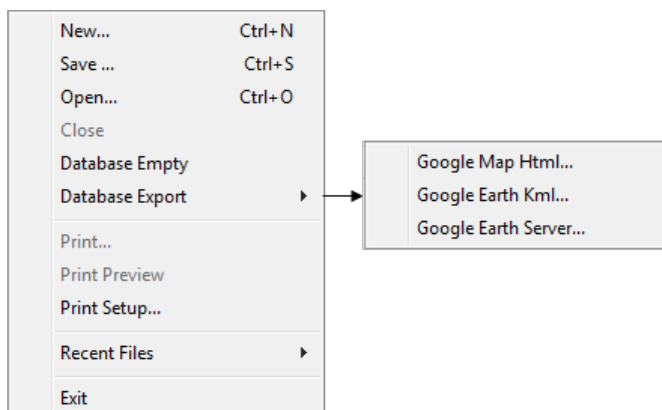 New... Ctrl+N
Save ... Ctrl+S
Open... Ctrl+O
Close
Database Empty
Database Export
Print...
Print Preview
Print Setup...
Recent Files
Exit
Google Map Html...
Google Earth Kml...
Google Earth Server...